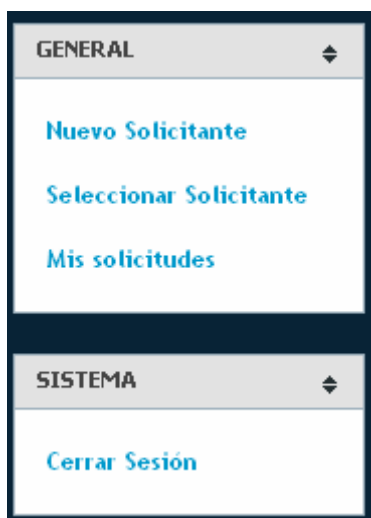 GENERAL
Nuevo Solicitante
Seleccionar Solicitante
Mis solicitudes
SISTEMA
Cerrar Sesión